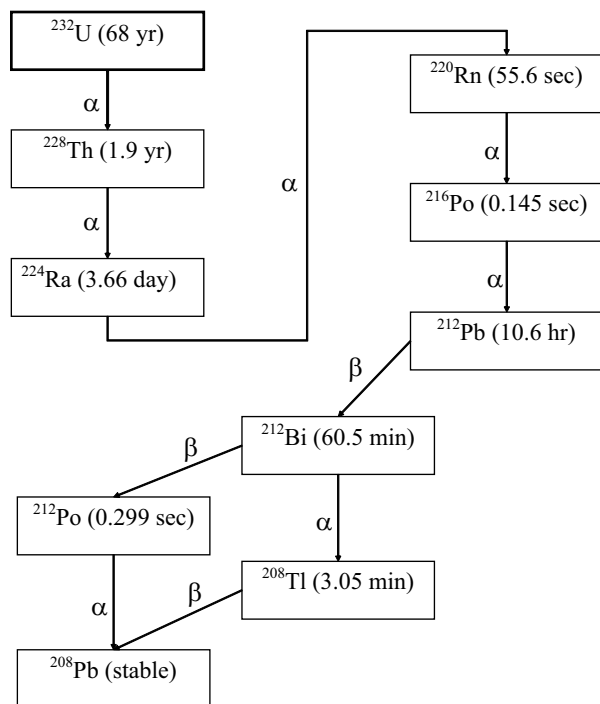 ²³²U (68 yr)
α
²²⁸Th (1.9 yr)
α
²²⁴Ra (3.66 day)
α
²²⁰Rn (55.6 sec)
α
²¹⁶Po (0.145 sec)
α
²¹²Pb (10.6 hr)
β
²¹²Bi (60.5 min)
β
α
²¹²Po (0.299 sec)
α
²⁰⁸Tl (3.05 min)
β
²⁰⁸Pb (stable)